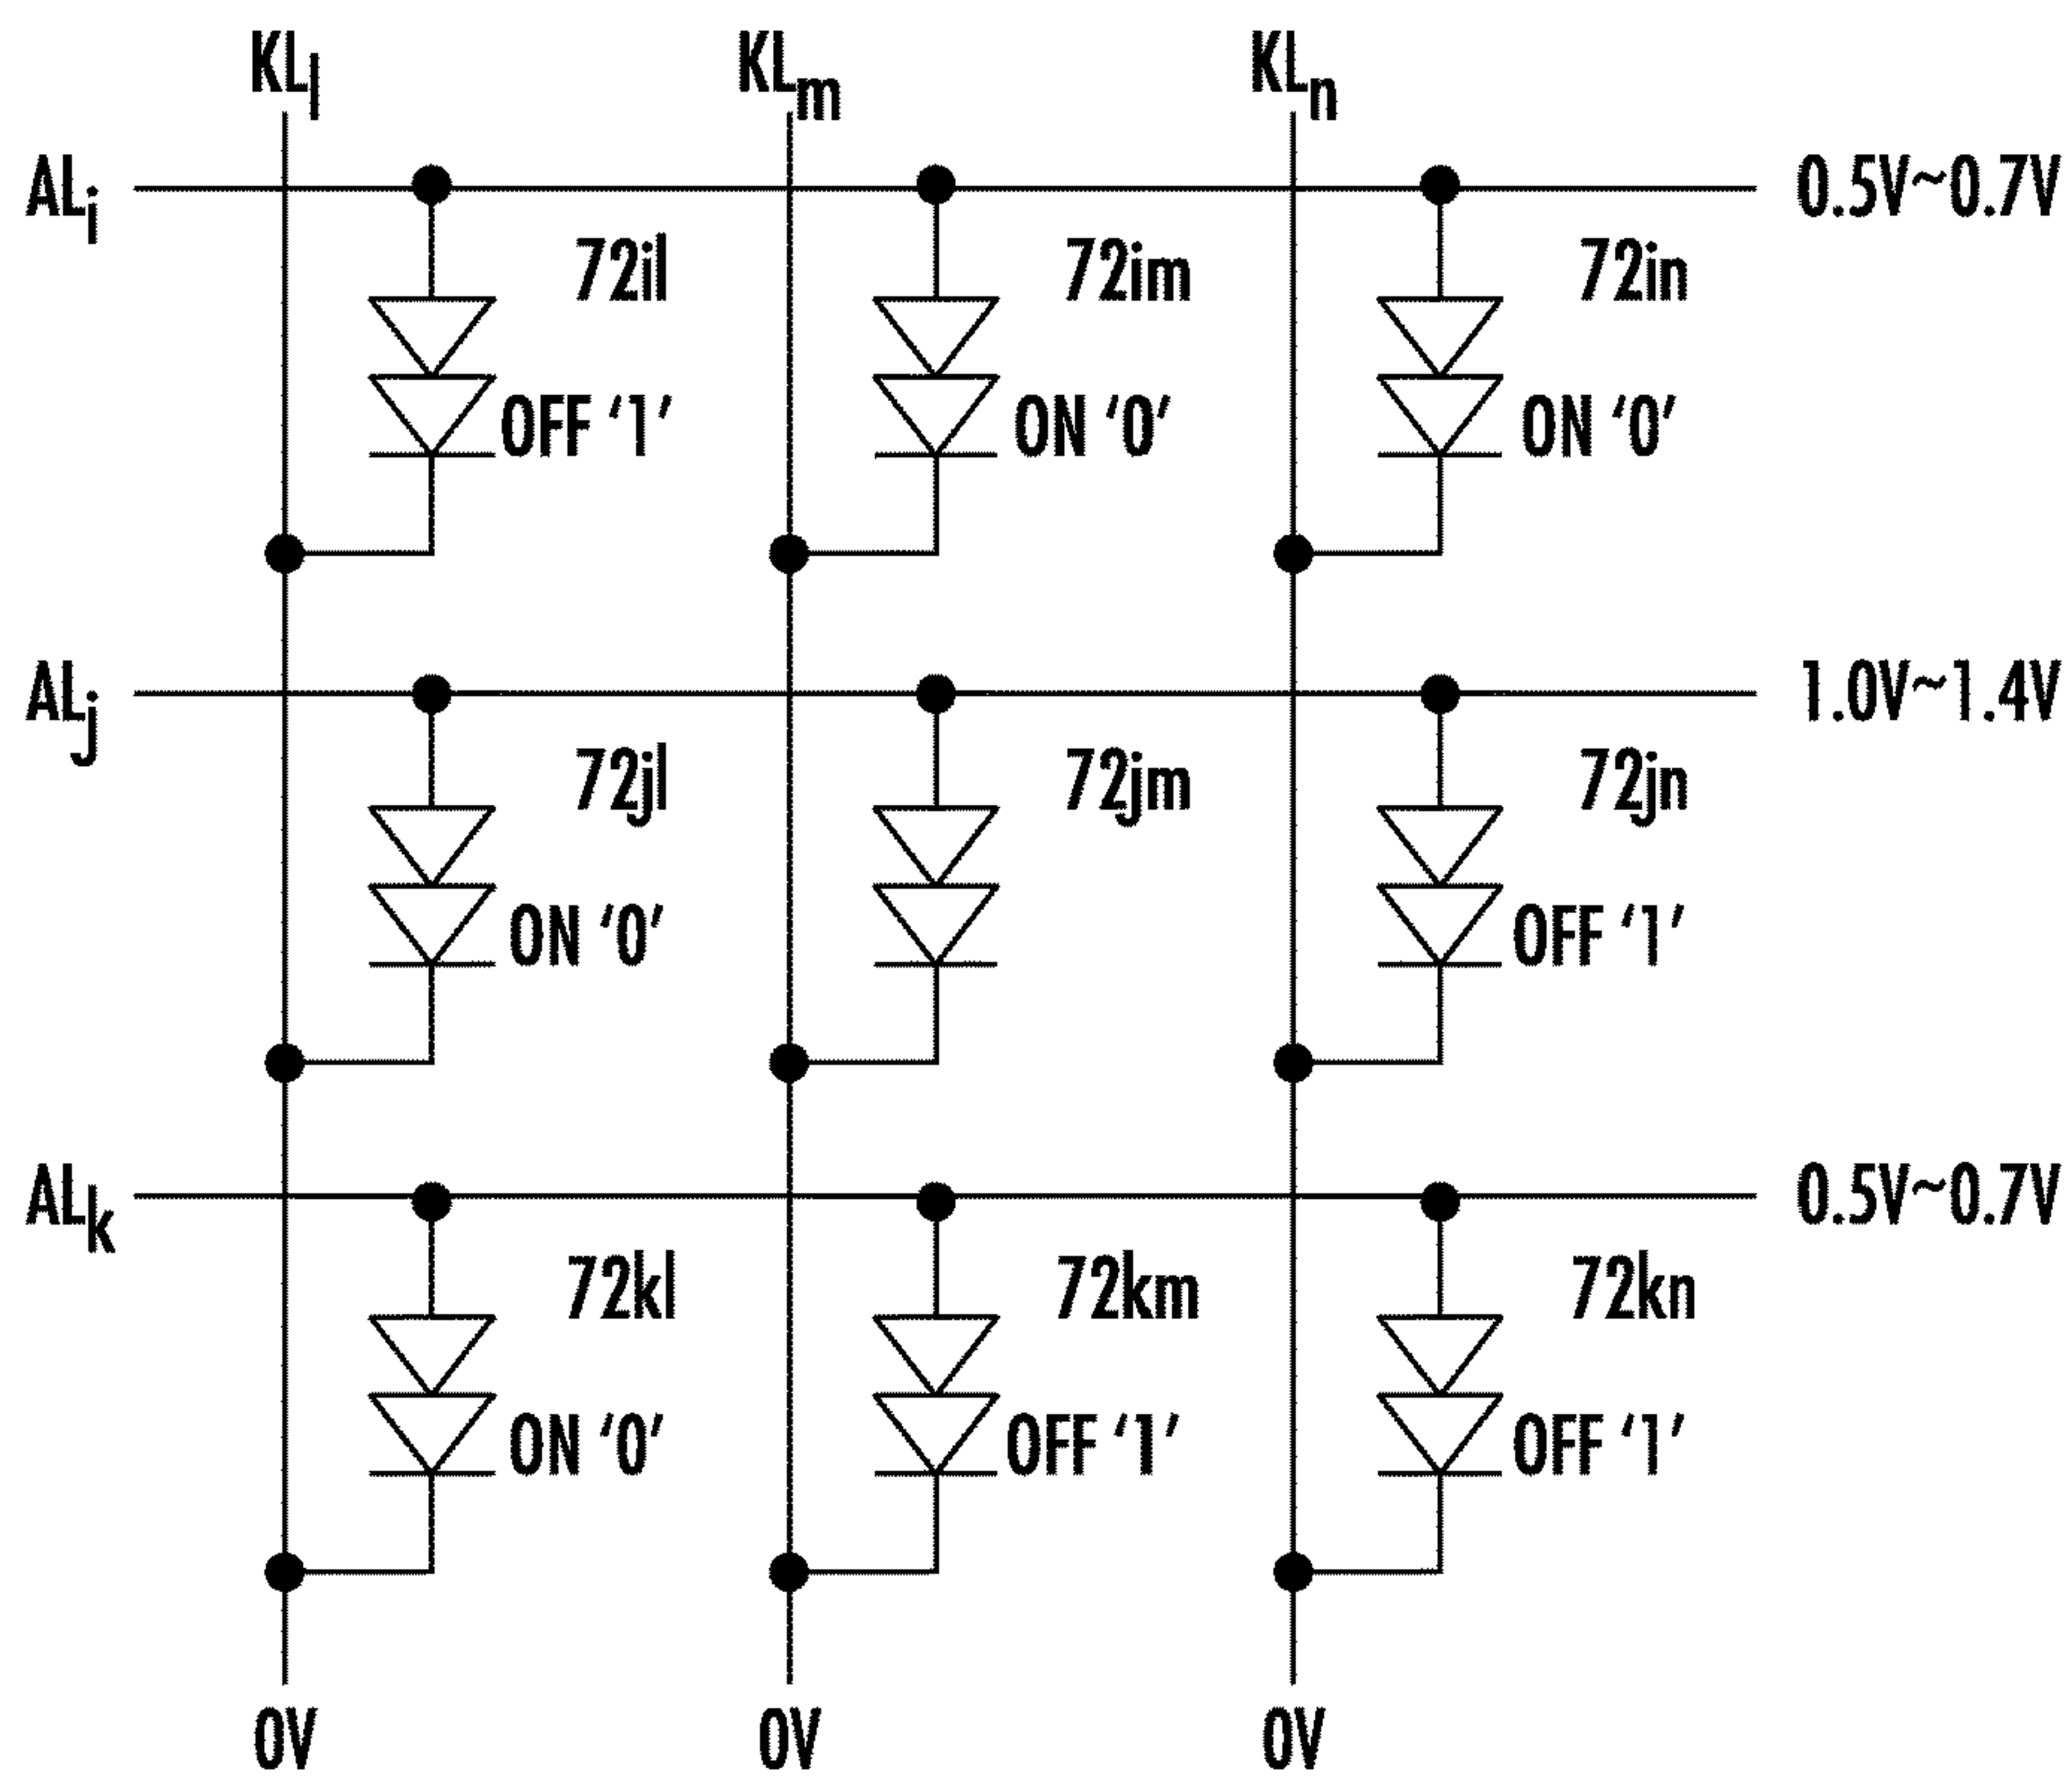 KLl KLm KLn
ALi 0.5V~0.7V
72il 72im 72in
OFF ‘1’ ON ‘0’ ON ‘0’
ALj 1.0V~1.4V
72jl 72jm 72jn
ON ‘0’ OFF ‘1’
ALk 0.5V~0.7V
72kl 72km 72kn
ON ‘0’ OFF ‘1’ OFF ‘1’
0V 0V 0V